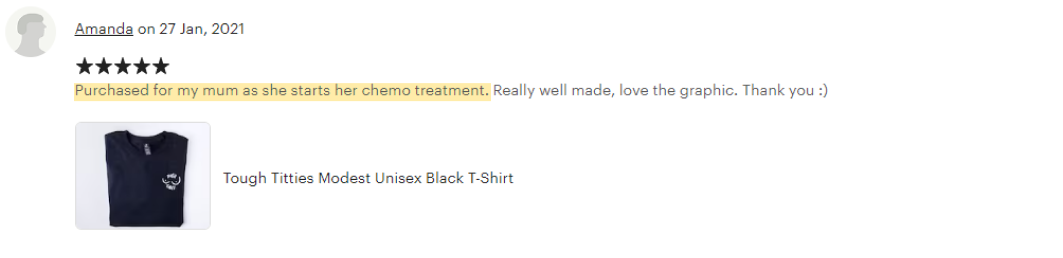 Amanda on 27 Jan, 2021
Purchased for my mum as she starts her chemo treatment. Really well made, love the graphic. Thank you :)
Tough Titties Modest Unisex Black T-Shirt